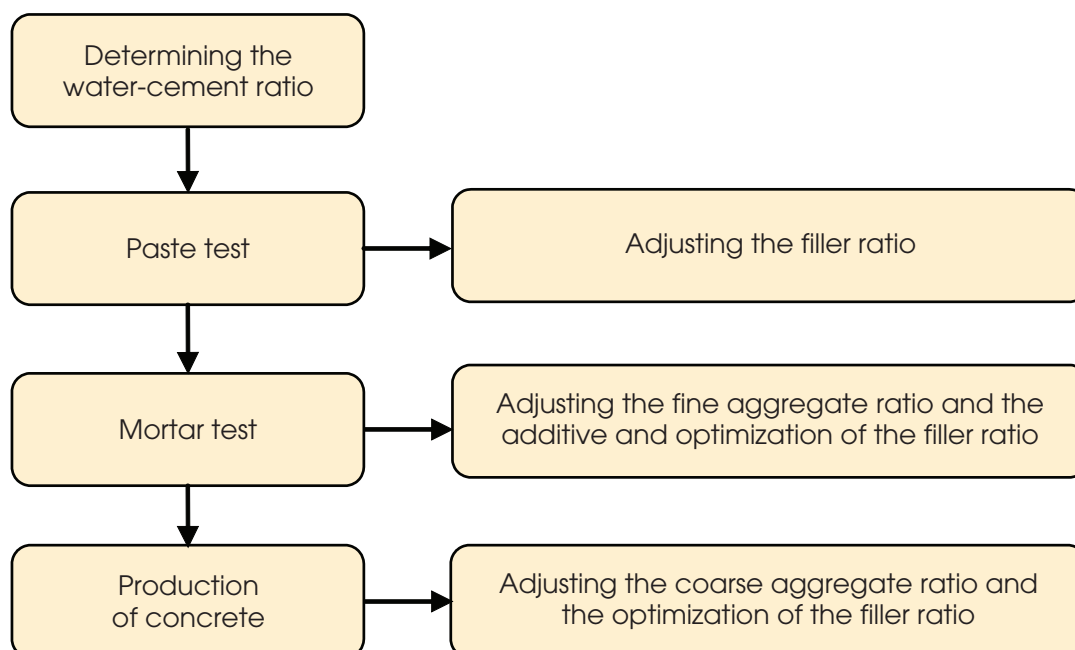 Determining the
water-cement ratio
Paste test
Adjusting the filler ratio
Mortar test
Adjusting the fine aggregate ratio and the
additive and optimization of the filler ratio
Production
of concrete
Adjusting the coarse aggregate ratio and
the optimization of the filler ratio